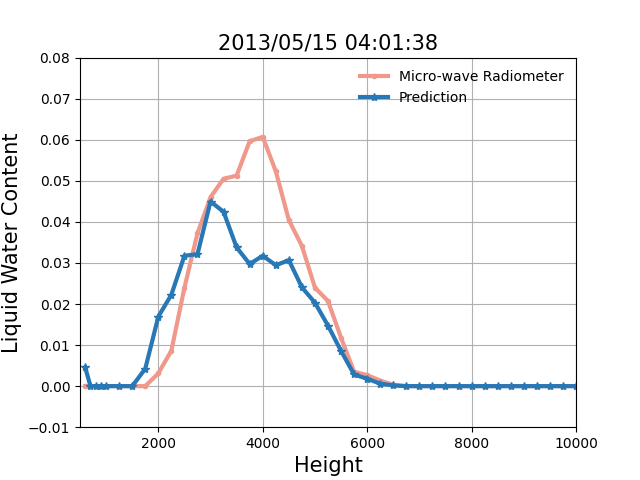 2013/05/15 04:01:38
Micro-wave Radiometer
Prediction
Liquid Water Content
0.08
0.07
0.06
0.05
0.04
0.03
0.02
0.01
0.00
−0.01
2000 4000 6000 8000 10000
Height